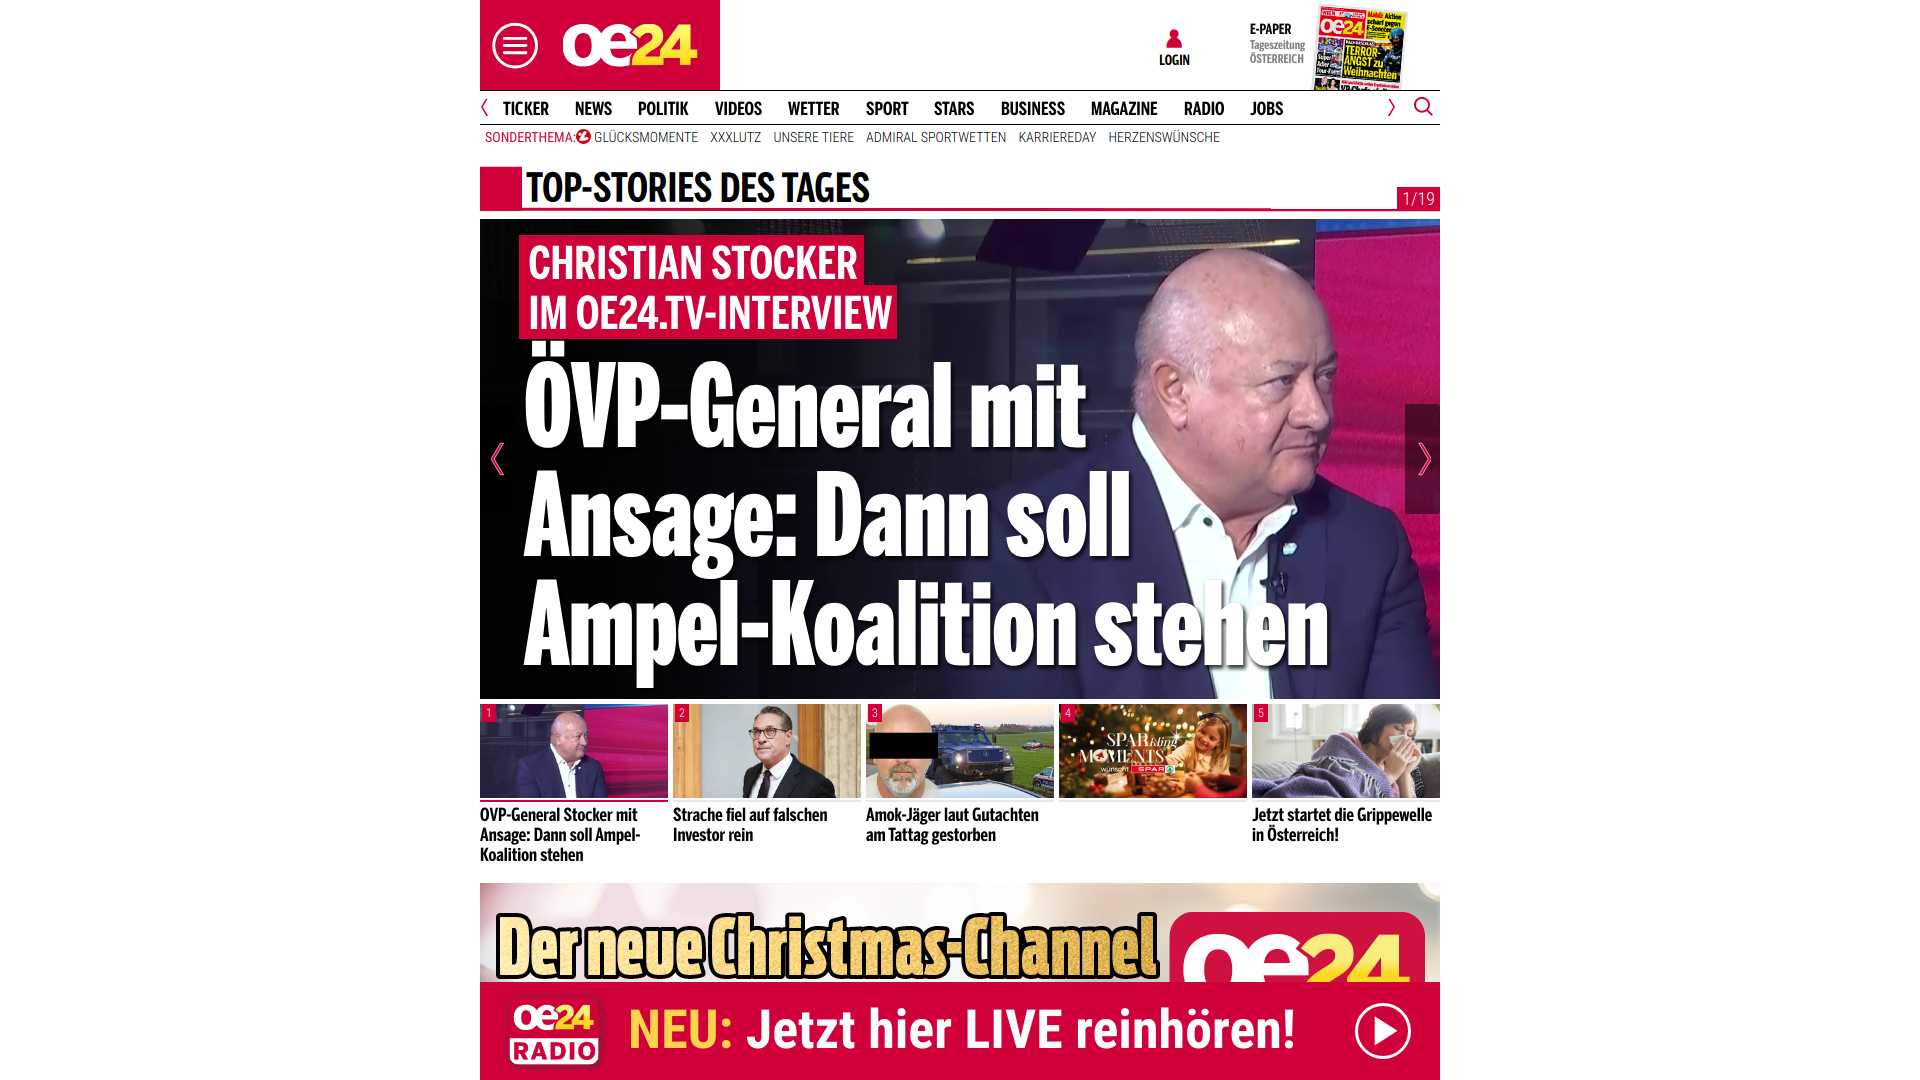 oe24
LOGIN
E-PAPER
Tageszeitung
ÖSTERREICH
oe24
TERROR-
ANGST zu
Weihnachten
TICKER NEWS POLITIK VIDEOS WETTER SPORT STARS BUSINESS MAGAZINE RADIO JOBS
SONDERTHEMA: GLÜCKSMOMENTE XXXLUTZ UNSERE TIERE ADMIRAL SPORTWETTEN KARRIEREDAY HERZENSWÜNSCHE
TOP-STORIES DES TAGES
1/19
CHRISTIAN STOCKER
IM OE24.TV-INTERVIEW
ÖVP-General mit
Ansage: Dann soll
Ampel-Koalition stehen
1
2
3
4
5
SPARkling
MOMENTS
wünscht SPAR
ÖVP-General Stocker mit
Ansage: Dann soll Ampel-
Koalition stehen
Strache fiel auf falschen
Investor rein
Amok-Jäger laut Gutachten
am Tattag gestorben
Jetzt startet die Grippewelle
in Österreich!
Der neue Christmas-Channel
oe24
oe24
RADIO
NEU: Jetzt hier LIVE reinhören!